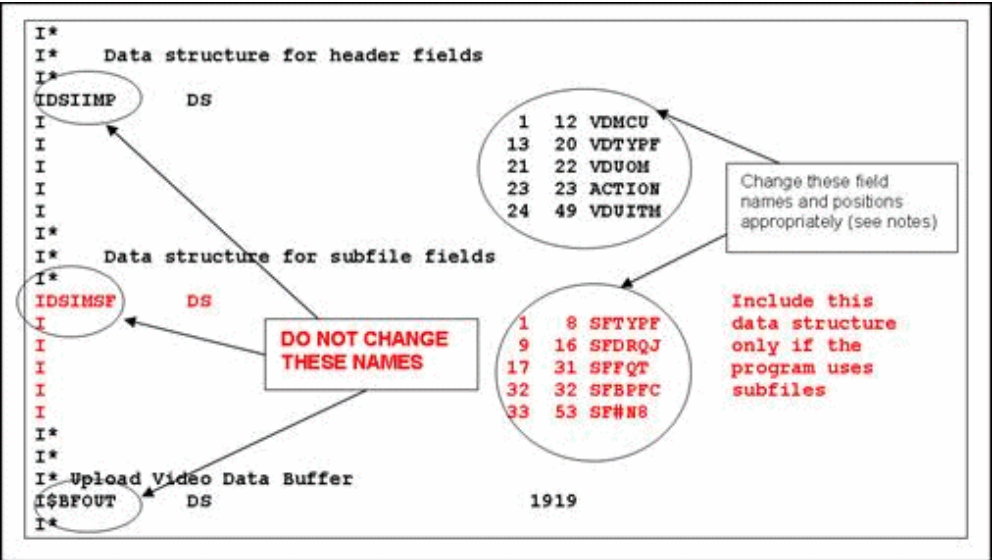 I*
I*    Data structure for header fields
I*
IDSIIMP    DS
I    1  12 VDMCU
I    13  20 VDTYPF
I    21  22 VDUOM
I    23  23 ACTION
I    24  49 VDUITM
I*
I*    Data structure for subfile fields
I*
IDSIMSF    DS
I    1  8 SFTYPF
I    9  16 SFDRQJ
I    17  31 SFFQT
I    32  32 SFBPFC
I    33  53 SF#N8
I*
I*
I* Upload Video Data Buffer
I$BFOUT    DS    1919
I*
Change these field
names and positions
appropriately (see notes)
DO NOT CHANGE
THESE NAMES
Include this
data structure
only if the
program uses
subfiles